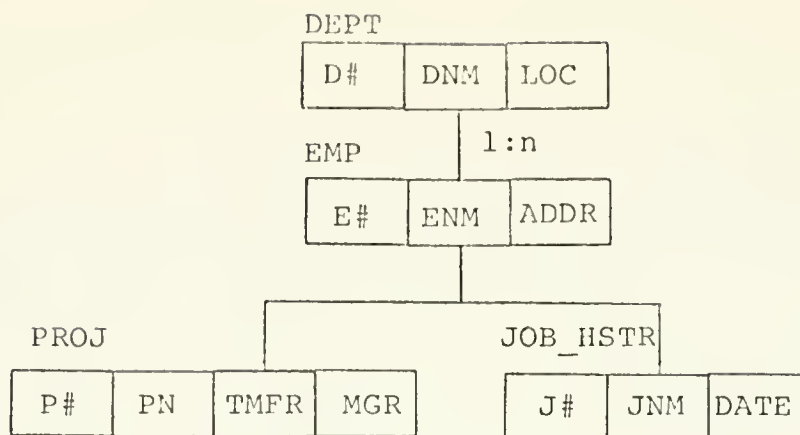 DEPT
D# DNM LOC
1:n
EMP
E# ENM ADDR
PROJ JOB_HSTR
P# PN TMFR MGR J# JNM DATE